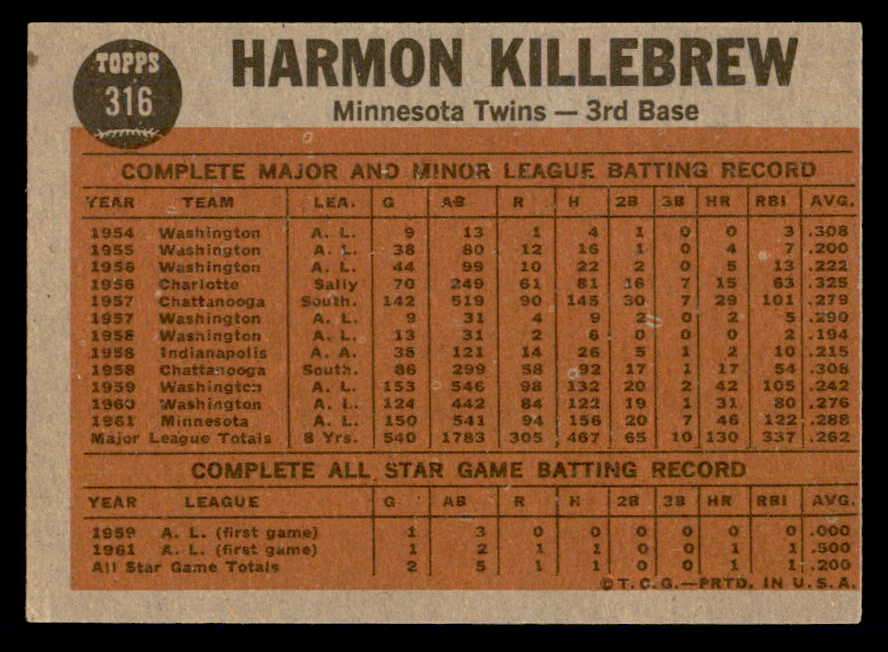 TOPPS
316
HARMON KILLEBREW
Minnesota Twins — 3rd Base
COMPLETE MAJOR AND MINOR LEAGUE BATTING RECORD
YEAR TEAM LEA. G AB R H 2B 3B HR RBI AVG.
1954 Washington A. L. 9 13 1 4 1 0 0 3 .308
1955 Washington A. L. 38 80 12 16 1 0 4 7 .200
1956 Washington A. L. 44 99 10 22 2 0 5 13 .222
1956 Charlotte Sally 70 249 61 81 16 7 15 63 .325
1957 Chattanooga South. 142 519 90 145 30 7 29 101 .279
1957 Washington A. L. 9 31 4 9 2 0 2 5 .290
1958 Washington A. L. 13 31 2 6 0 0 0 2 .194
1958 Indianapolis A. A. 38 121 14 26 5 1 2 10 .215
1958 Chattanooga South. 86 299 58 92 17 1 17 54 .308
1959 Washington A. L. 153 546 98 132 20 2 42 105 .242
1960 Washington A. L. 124 442 84 122 19 1 31 80 .276
1961 Minnesota A. L. 150 541 94 156 20 7 46 122 .288
Major League Totals 8 Yrs. 540 1783 305 467 65 10 130 337 .262
COMPLETE ALL STAR GAME BATTING RECORD
YEAR LEAGUE G AB R H 2B 3B HR RBI AVG.
1959 A. L. (first game) 1 3 0 0 0 0 0 0 .000
1961 A. L. (first game) 1 2 1 1 0 0 1 1 .500
All Star Game Totals 2 5 1 1 0 0 1 1 .200
©T.C.G.—PRTD. IN U.S.A.